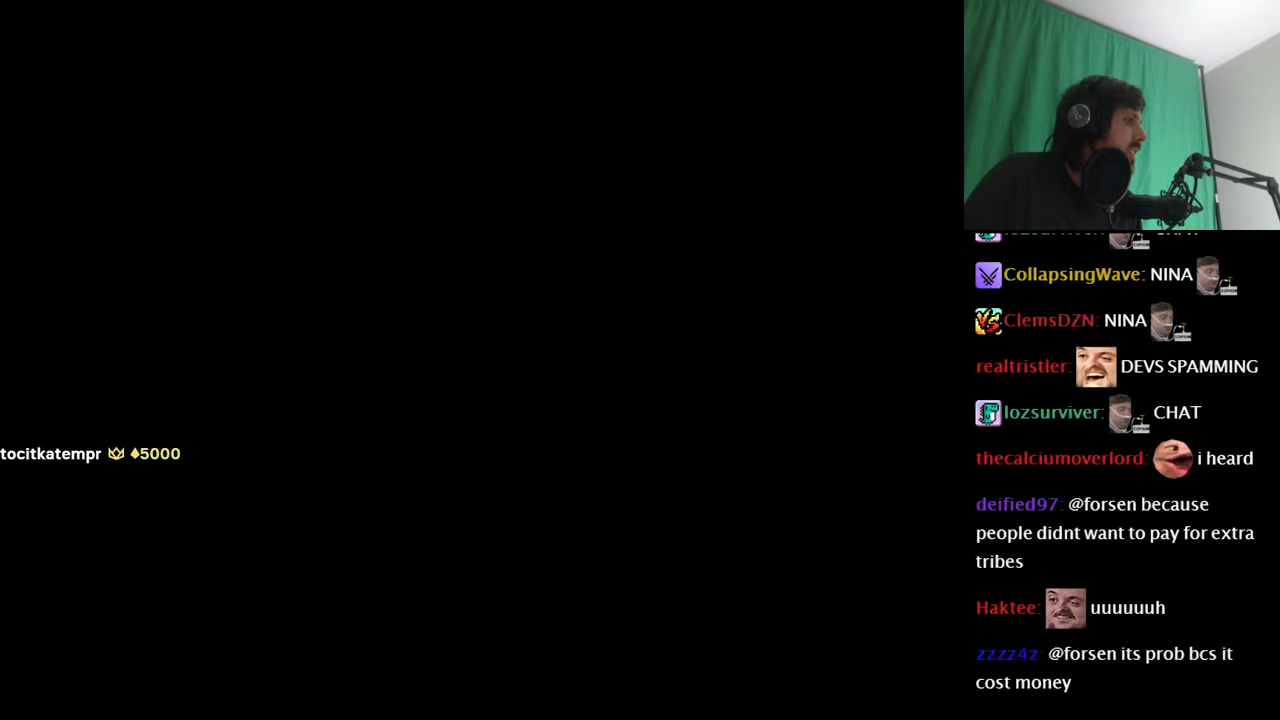 CollapsingWave: NINA
ClemsDZN: NINA
realtristler: DEVS SPAMMING
lozsurviver: CHAT
tocitkatempr 5000
thecalciumoverlord: i heard
deified97: @forsen because
people didnt want to pay for extra
tribes
Haktee: uuuuuuh
zzzz4z: @forsen its prob bcs it
cost money